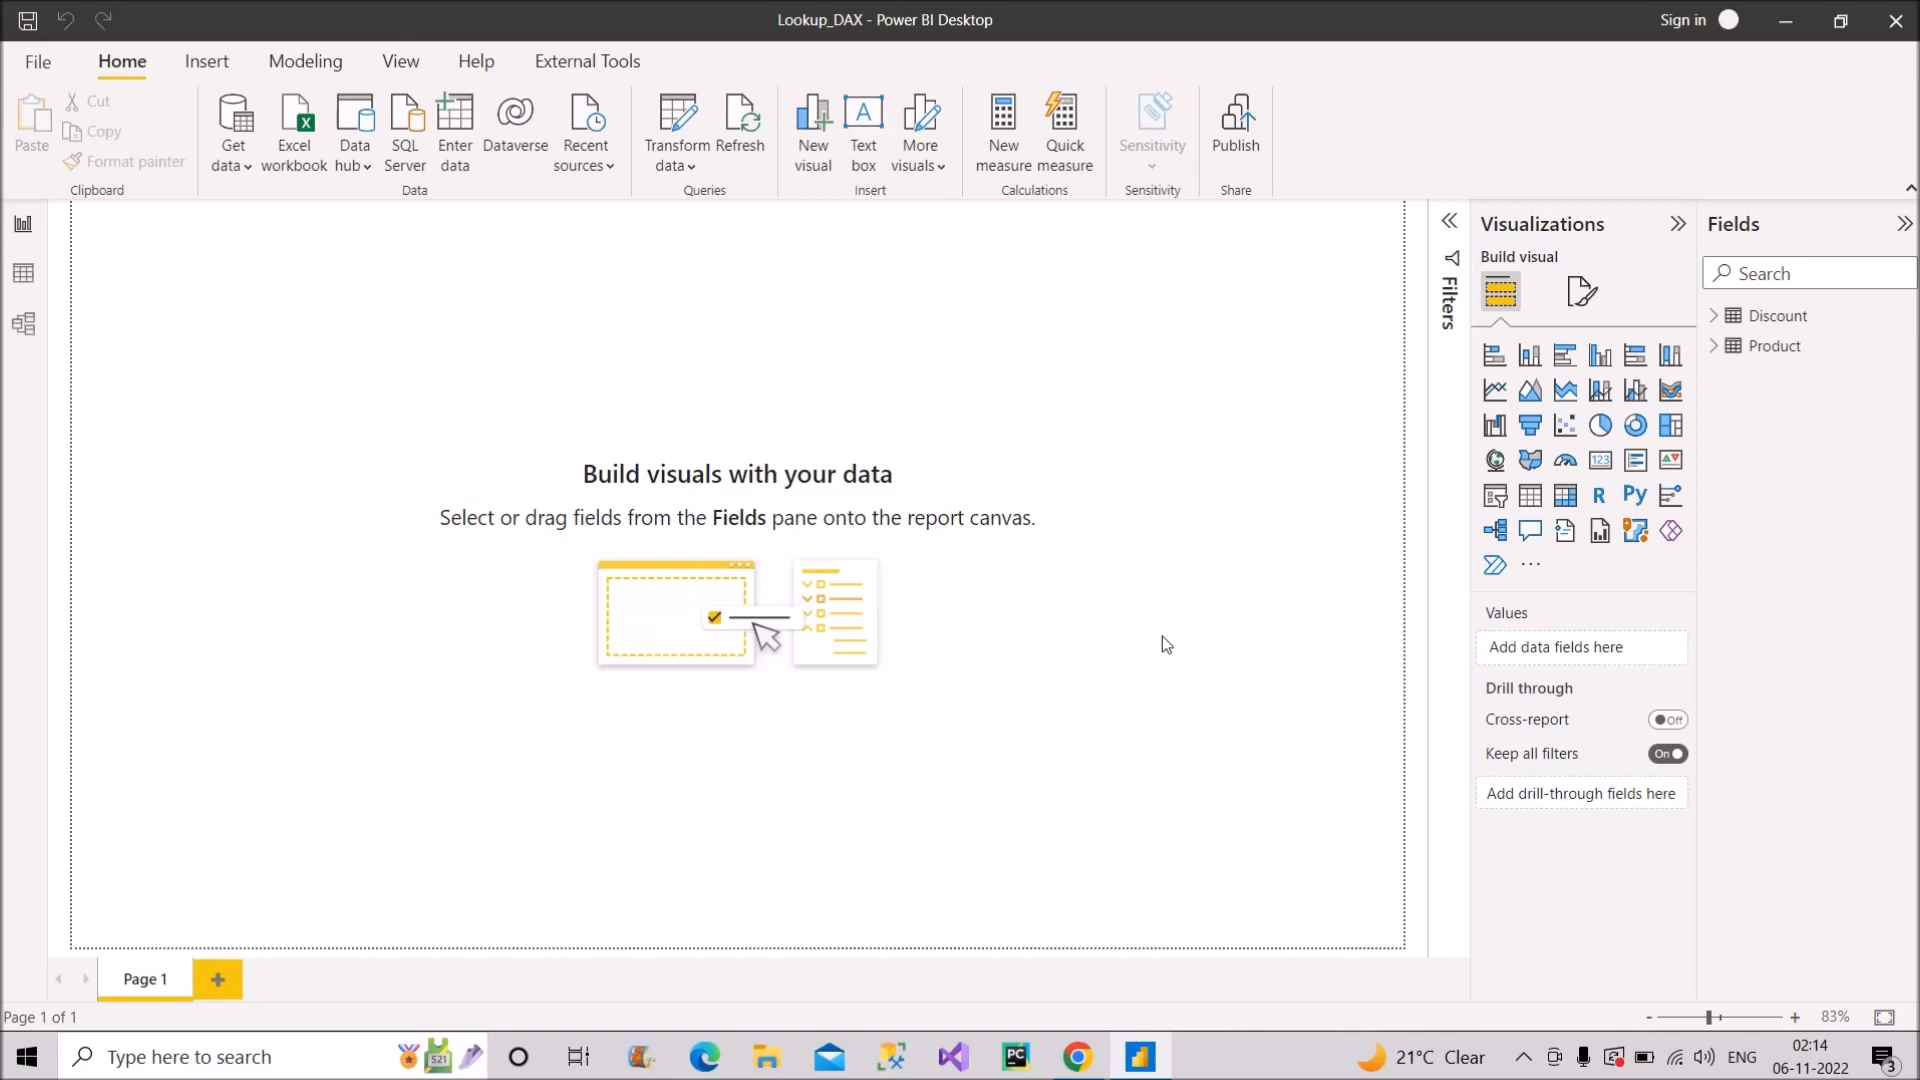 Lookup_DAX - Power BI Desktop
Sign in
File
Home
Insert
Modeling
View
Help
External Tools
Paste
Cut
Copy
Format painter
Clipboard
Get data
Excel workbook
Data hub
SQL Server
Enter data
Dataverse
Recent sources
Data
Transform data
Refresh
Queries
New visual
Text box
More visuals
Insert
New measure
Quick measure
Calculations
Sensitivity
Sensitivity
Publish
Share
Build visuals with your data
Select or drag fields from the Fields pane onto the report canvas.
Filters
Visualizations
Build visual
123
R
Py
Values
Add data fields here
Drill through
Cross-report
Off
Keep all filters
On
Add drill-through fields here
Fields
Search
Discount
Product
Page 1
Page 1 of 1
83%
Type here to search
521
PC
21°C Clear
ENG
02:14
06-11-2022
3